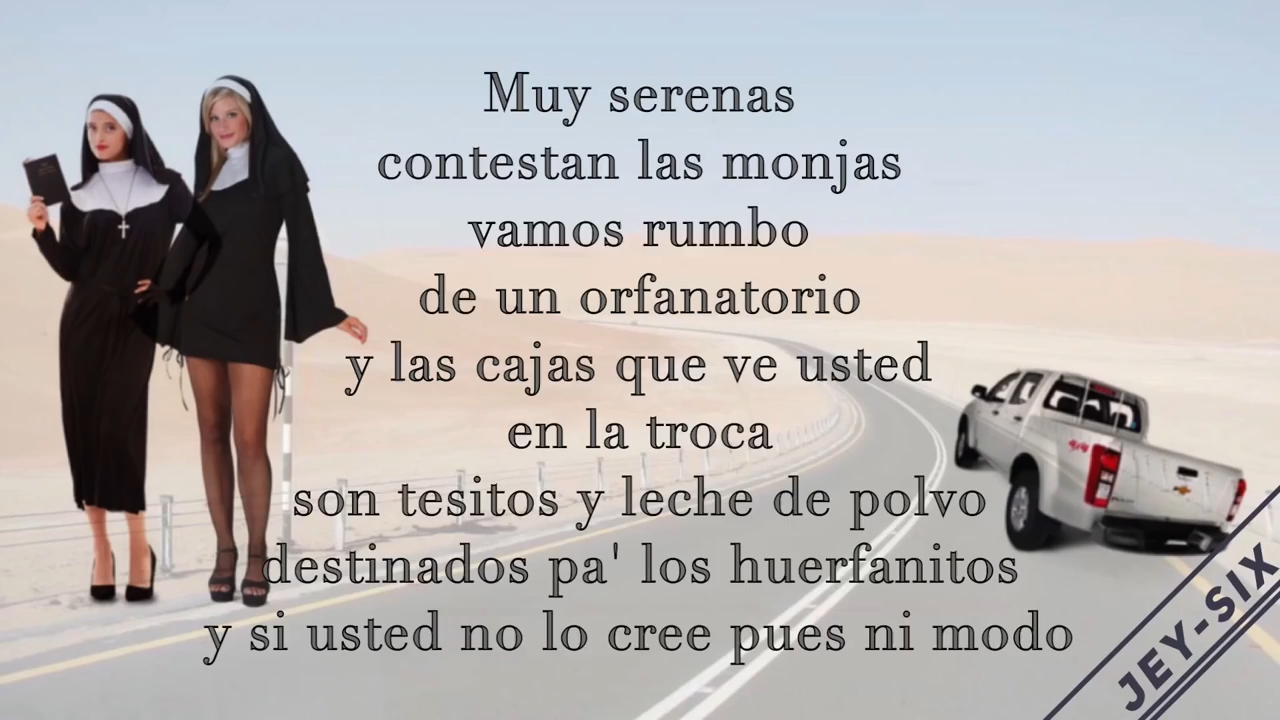 Muy serenas
contestan las monjas
vamos rumbo
de un orfanatorio
y las cajas que ve usted
en la troca
son tesitos y leche de polvo
destinados pa' los huerfanitos
y si usted no lo cree pues ni modo
4x4
JEY-SIX